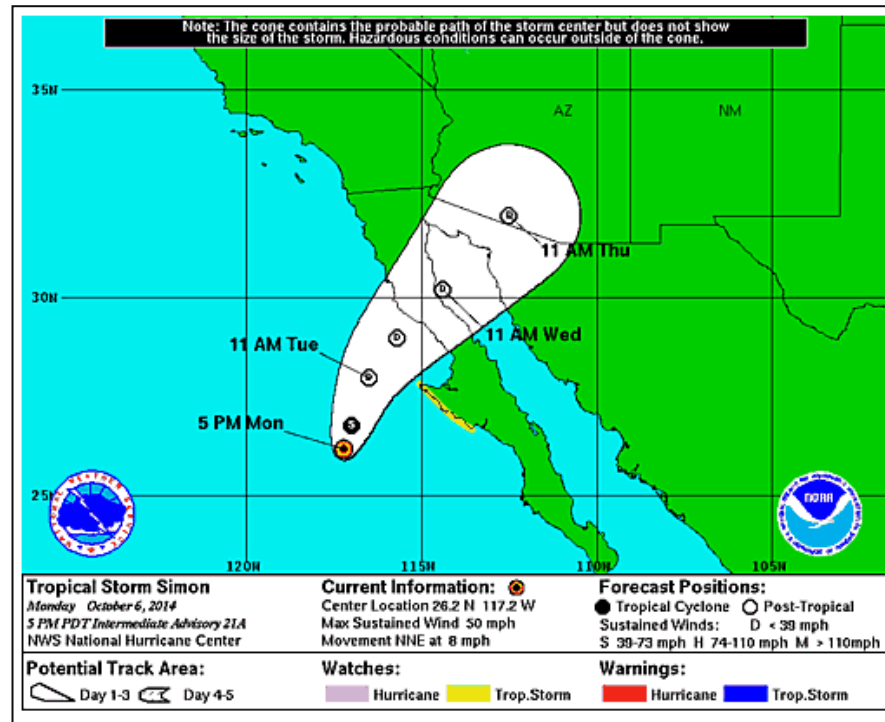 Note: The cone contains the probable path of the storm center but does not show
the size of the storm. Hazardous conditions can occur outside of the cone.
35N
AZ
NM
11 AM Thu
30N
11 AM Tue
11 AM Wed
5 PM Mon
S
D
D
D
25N
NOAA
120W
115W
110W
105W
Tropical Storm Simon
Monday October 6, 2014
5 PM PDT Intermediate Advisory 21A
NWS National Hurricane Center
Current Information:
Center Location 26.2 N 117.2 W
Max Sustained Wind 50 mph
Movement NNE at 8 mph
Forecast Positions:
Tropical Cyclone Post-Tropical
Sustained Winds: D < 39 mph
S 39-73 mph H 74-110 mph M > 110mph
Potential Track Area:
Day 1-3 Day 4-5
Watches:
Hurricane Trop.Storm
Warnings:
Hurricane Trop.Storm